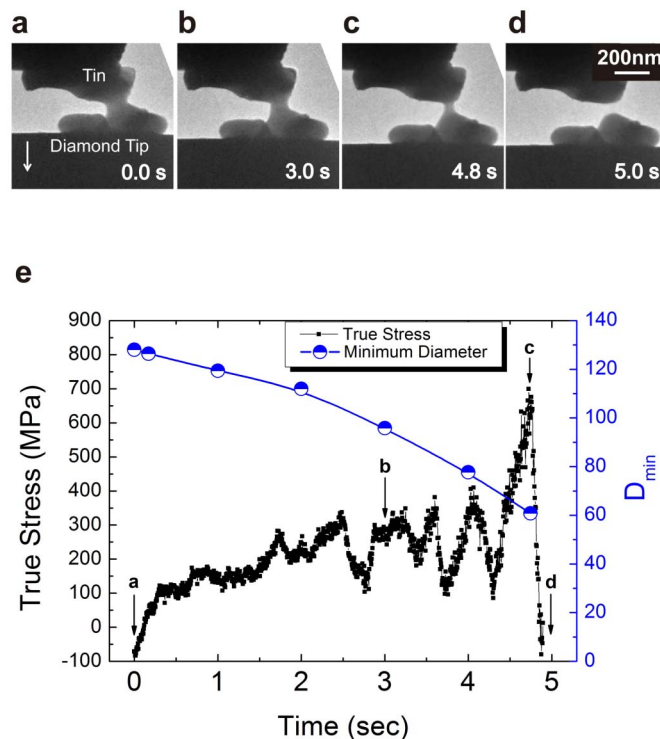 a
b
c
d
Tin
200nm
Diamond Tip
0.0 s
3.0 s
4.8 s
5.0 s
e
900
800
700
600
500
400
300
200
100
0
-100
True Stress (MPa)
True Stress
Minimum Diameter
a
b
c
d
140
120
100
80
60
40
20
0
D_min
0 1 2 3 4 5
Time (sec)